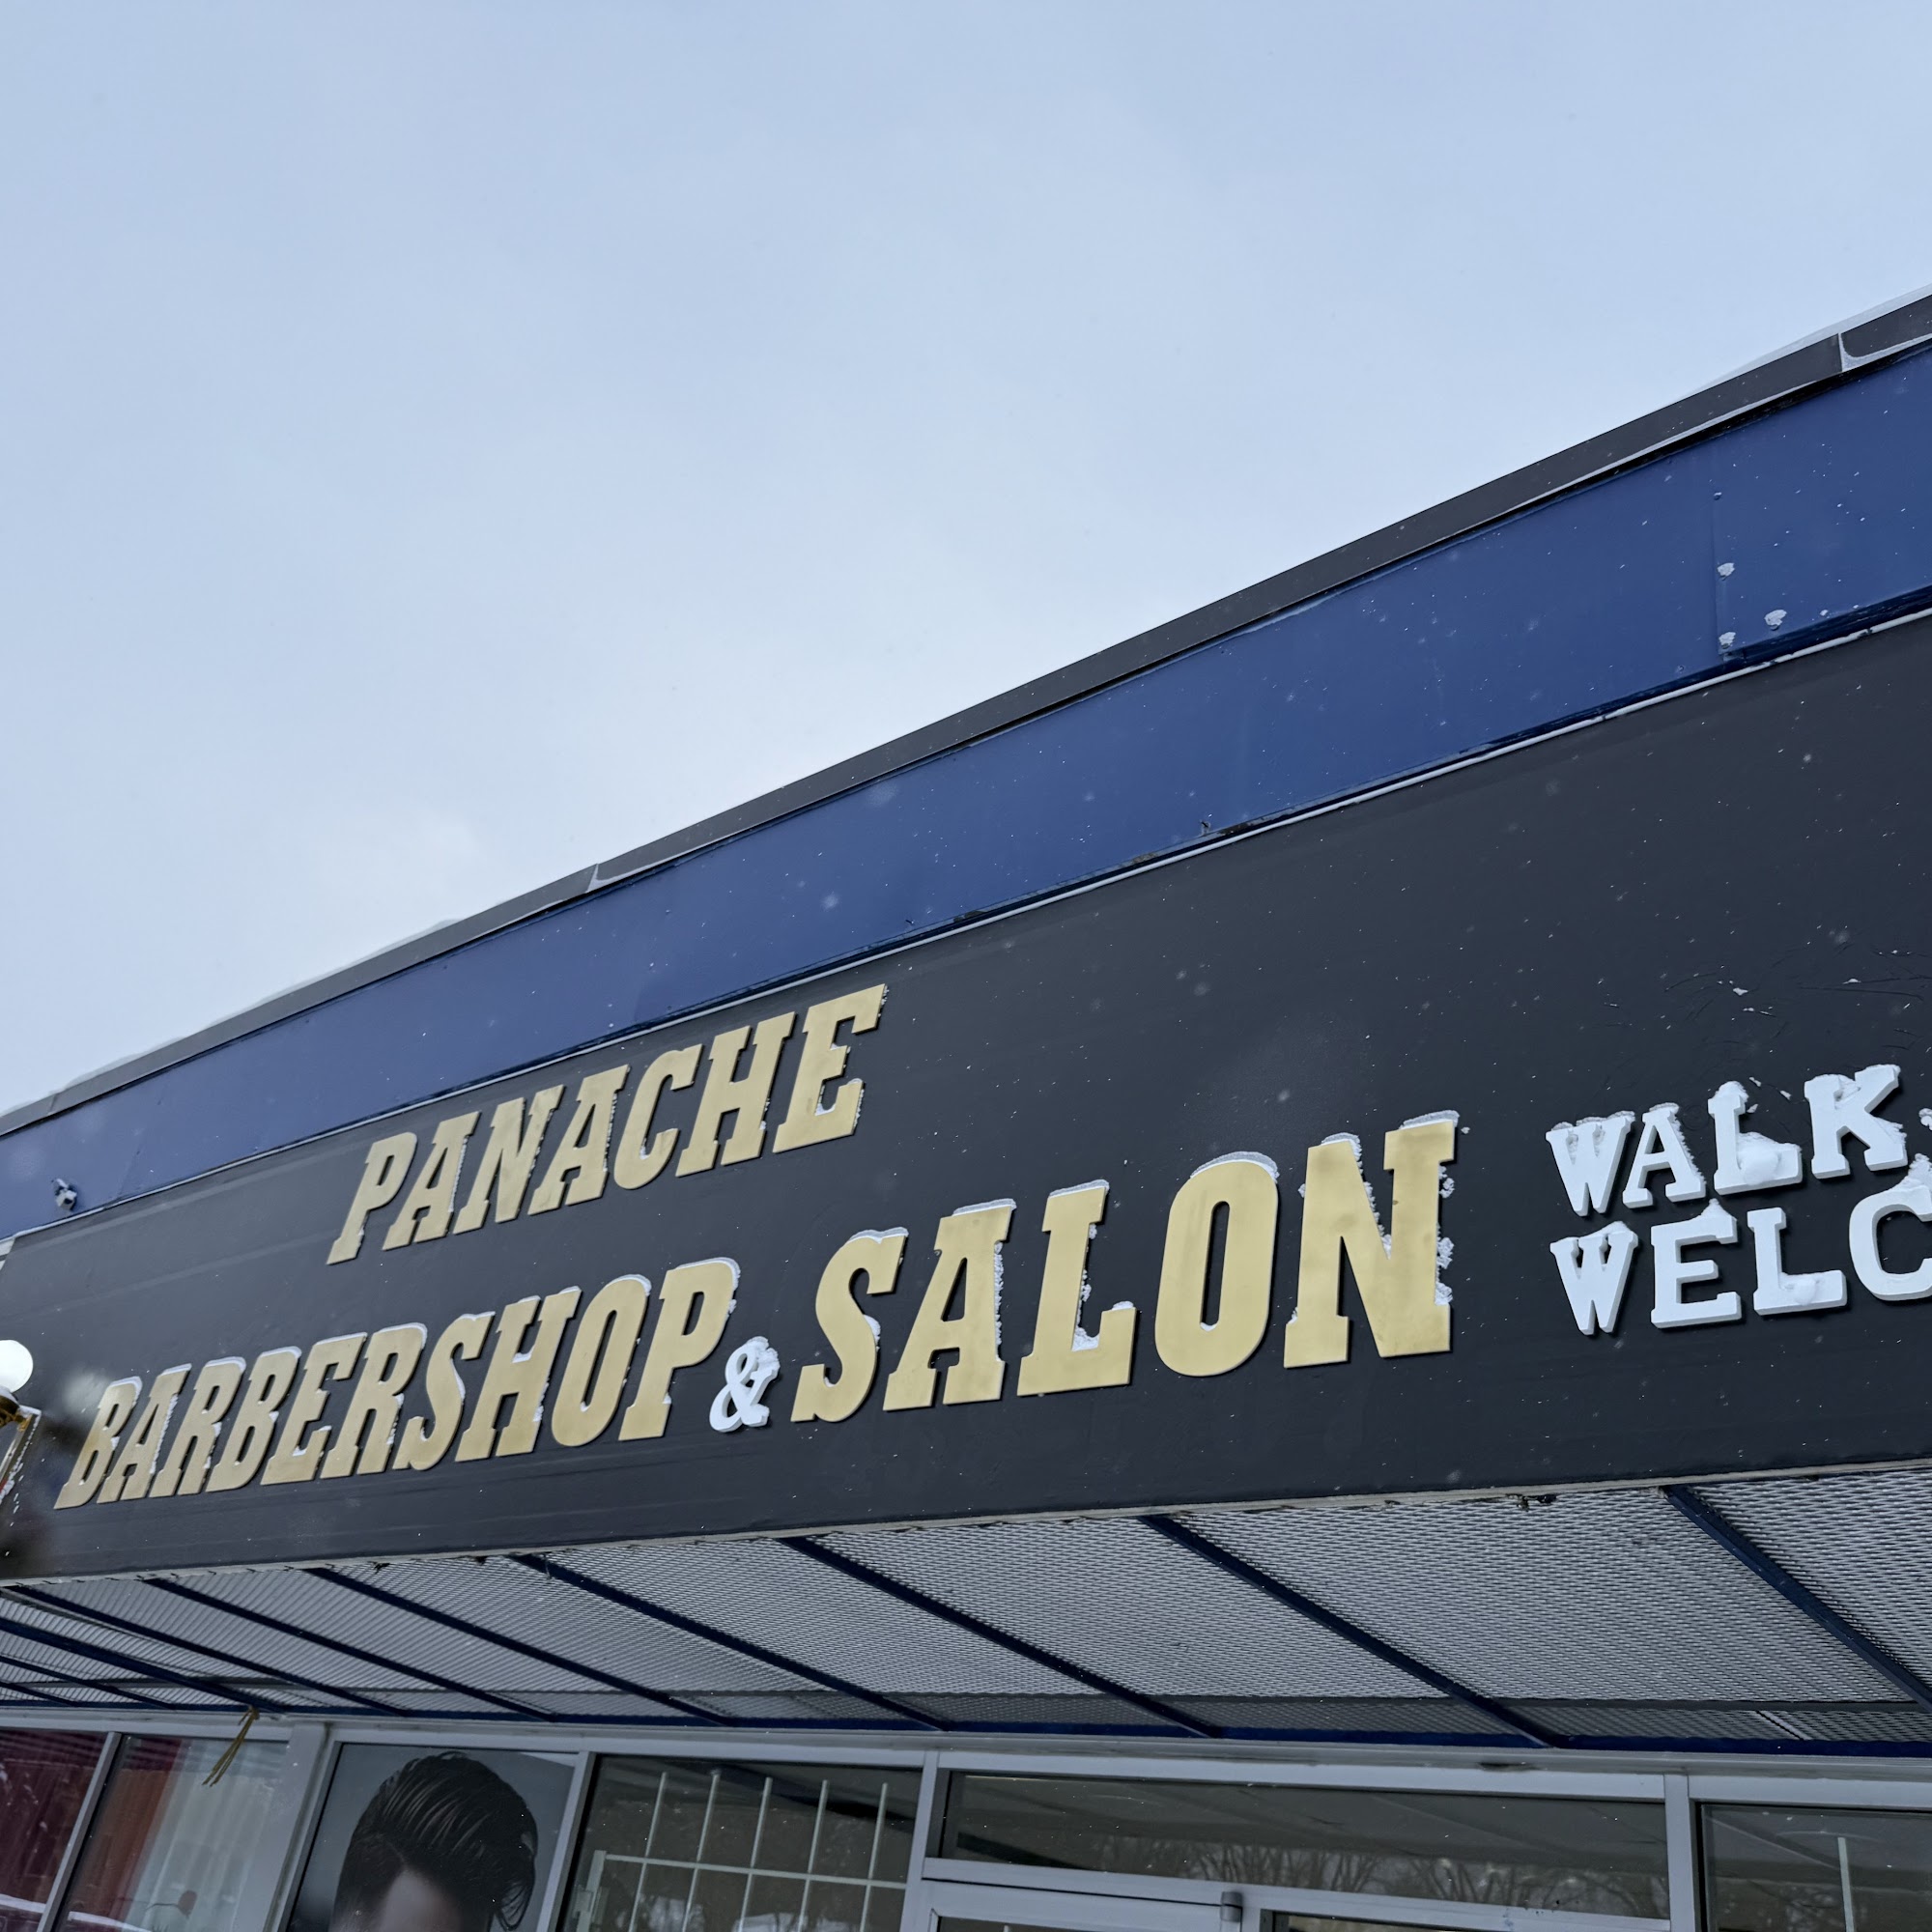 PANACHE
BARBERSHOP & SALON
WALK
WELC